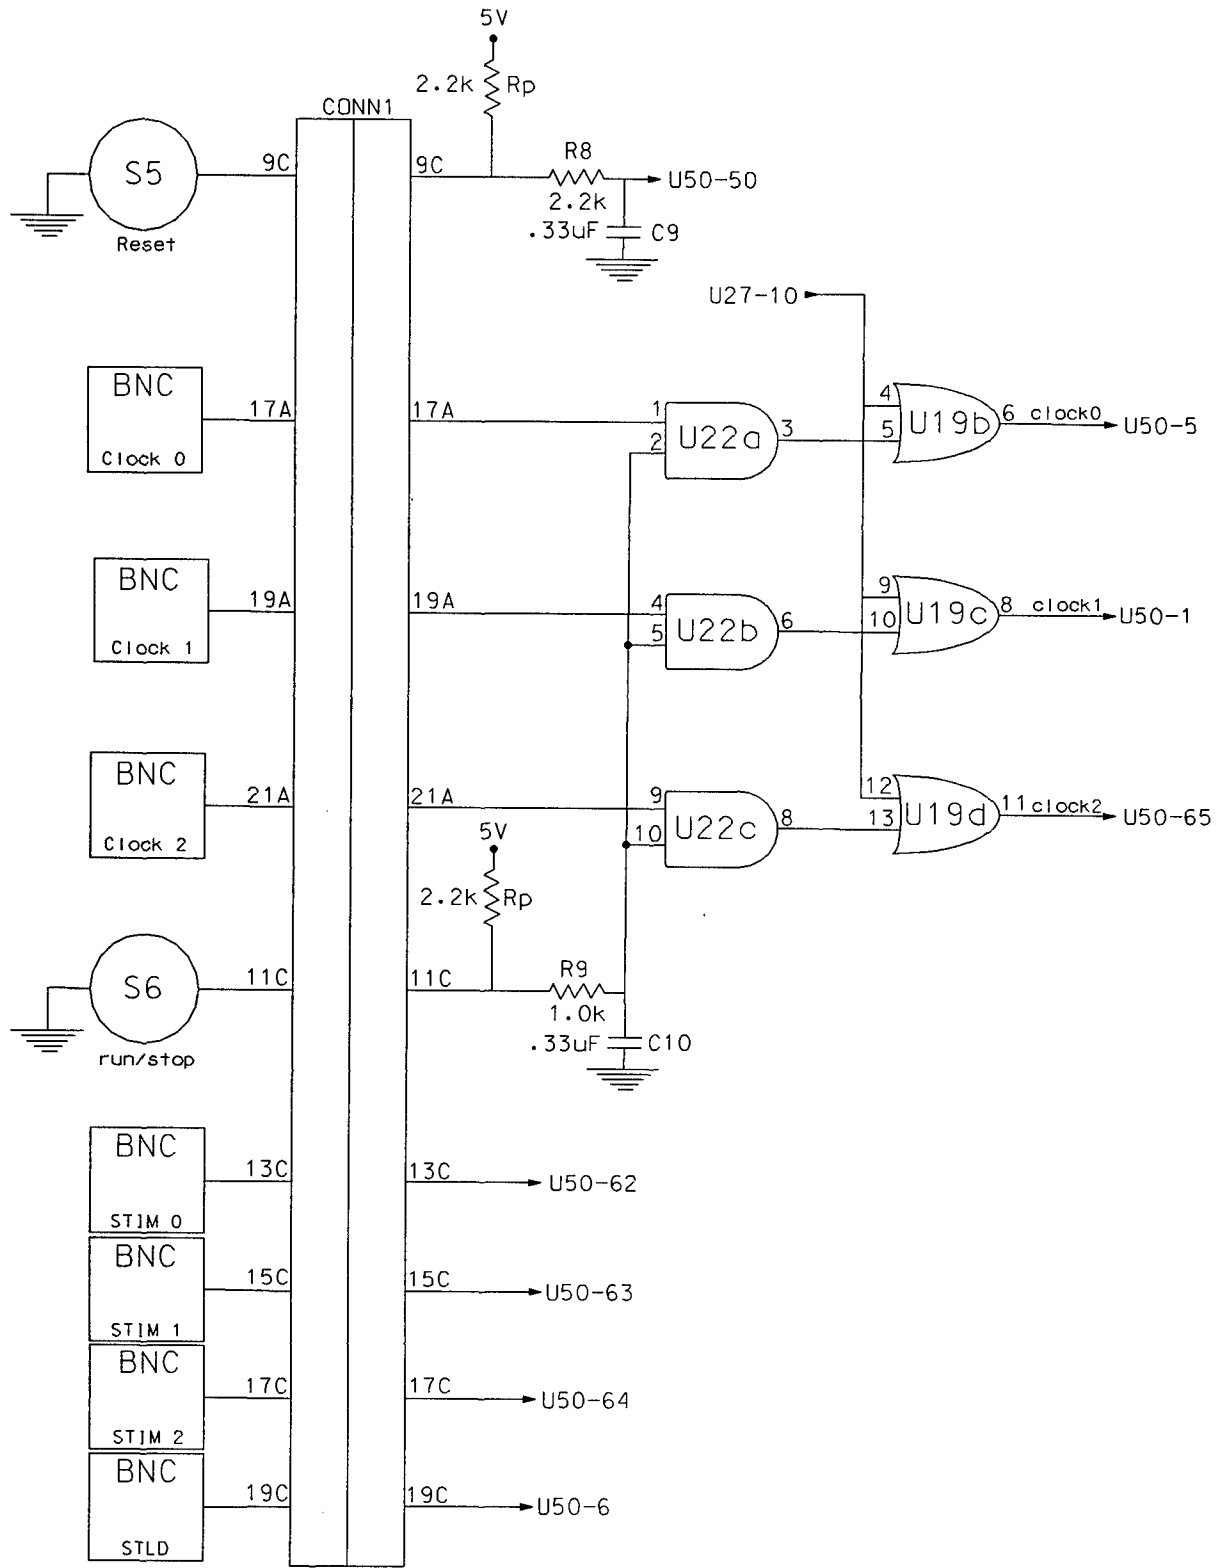 5V
2.2k Rp
CONN1
S5
9C
9C
R8
2.2k
U50-50
Reset
.33uF C9
U27-10
BNC
Clock 0
17A
17A
1
2
U22a
3
4
5
U19b
6 clock0
U50-5
BNC
Clock 1
19A
19A
4
5
U22b
6
9
10
U19c
8 clock1
U50-1
BNC
Clock 2
21A
21A
9
10
U22c
8
12
13
U19d
11 clock2
U50-65
5V
2.2k Rp
S6
11C
11C
R9
1.0k
run/stop
.33uF C10
BNC
STIM 0
13C
13C
U50-62
BNC
STIM 1
15C
15C
U50-63
BNC
STIM 2
17C
17C
U50-64
BNC
STLD
19C
19C
U50-6